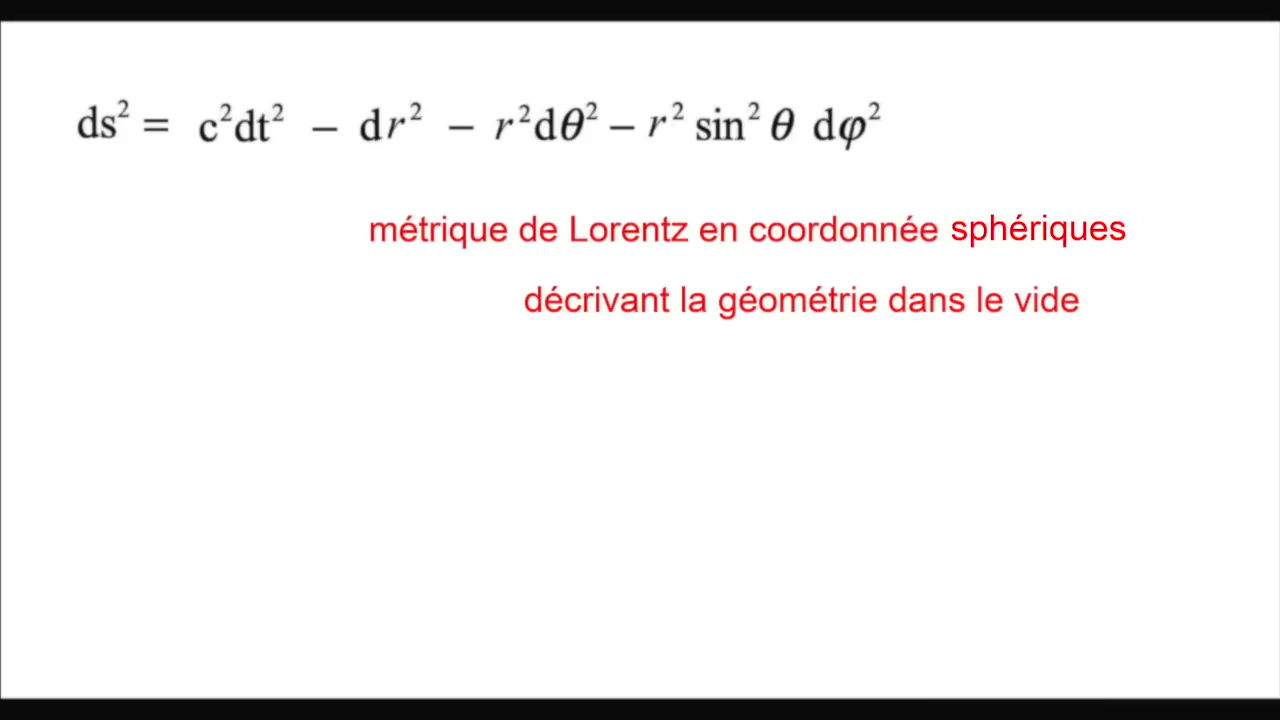 ds² = c²dt² – dr² – r²dθ² – r² sin² θ dφ²
métrique de Lorentz en coordonnée sphériques
décrivant la géométrie dans le vide